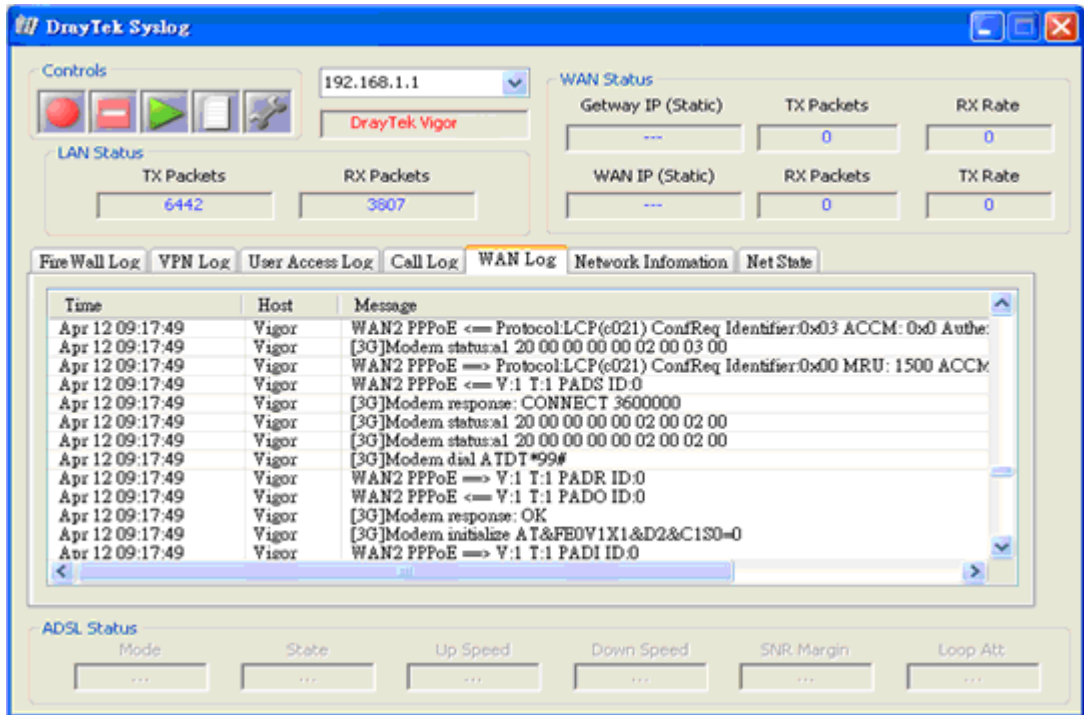 DrayTek Syslog
Controls
192.168.1.1
DrayTek Vigor
WAN Status
Getway IP (Static) TX Packets RX Rate
--- 0 0
WAN IP (Static) RX Packets TX Rate
--- 0 0
LAN Status
TX Packets RX Packets
6442 3807
FireWall Log VPN Log User Access Log Call Log WAN Log Network Infomation Net State
Time Host Message
Apr 12 09:17:49 Vigor WAN2 PPPoE <== Protocol:LCP(c021) ConfReq Identifier:0x03 ACCM: 0x0 Authe:
Apr 12 09:17:49 Vigor [3G]Modem status:a1 20 00 00 00 00 02 00 03 00
Apr 12 09:17:49 Vigor WAN2 PPPoE ==> Protocol:LCP(c021) ConfReq Identifier:0x00 MRU: 1500 ACCM
Apr 12 09:17:49 Vigor WAN2 PPPoE <== V:1 T:1 PADS ID:0
Apr 12 09:17:49 Vigor [3G]Modem response: CONNECT 3600000
Apr 12 09:17:49 Vigor [3G]Modem status:a1 20 00 00 00 00 02 00 02 00
Apr 12 09:17:49 Vigor [3G]Modem status:a1 20 00 00 00 00 02 00 02 00
Apr 12 09:17:49 Vigor [3G]Modem dial ATDT*99#
Apr 12 09:17:49 Vigor WAN2 PPPoE ==> V:1 T:1 PADR ID:0
Apr 12 09:17:49 Vigor WAN2 PPPoE <== V:1 T:1 PADO ID:0
Apr 12 09:17:49 Vigor [3G]Modem response: OK
Apr 12 09:17:49 Vigor [3G]Modem initialize AT&FE0V1X1&D2&C1S0=0
Apr 12 09:17:49 Vigor WAN2 PPPoE ==> V:1 T:1 PADI ID:0
ADSL Status
Mode State Up Speed Down Speed SNR Margin Loop Att
... ... ... ... ... ...